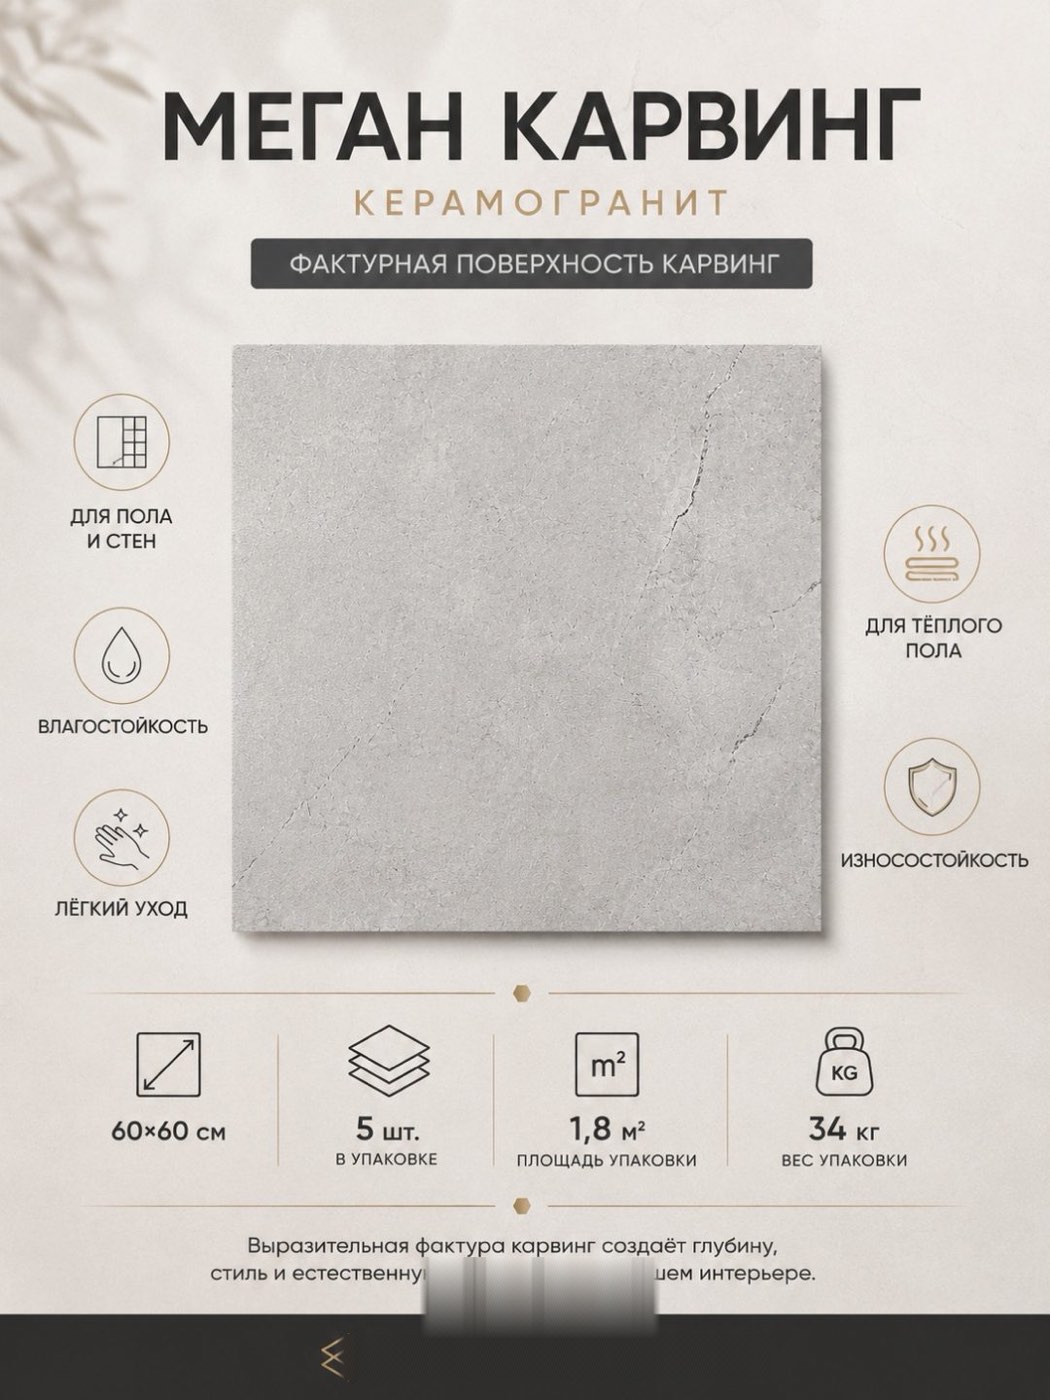 МЕГАН КАРВИНГ
КЕРАМОГРАНИТ
ФАКТУРНАЯ ПОВЕРХНОСТЬ КАРВИНГ
ДЛЯ ПОЛА
И СТЕН
ВЛАГОСТОЙКОСТЬ
ЛЁГКИЙ УХОД
ДЛЯ ТЁПЛОГО
ПОЛА
ИЗНОСОСТОЙКОСТЬ
60×60 см
5 шт.
В УПАКОВКЕ
m²
1,8 м²
ПЛОЩАДЬ УПАКОВКИ
KG
34 кг
ВЕС УПАКОВКИ
Выразительная фактура карвинг создаёт глубину,
стиль и интерьере.